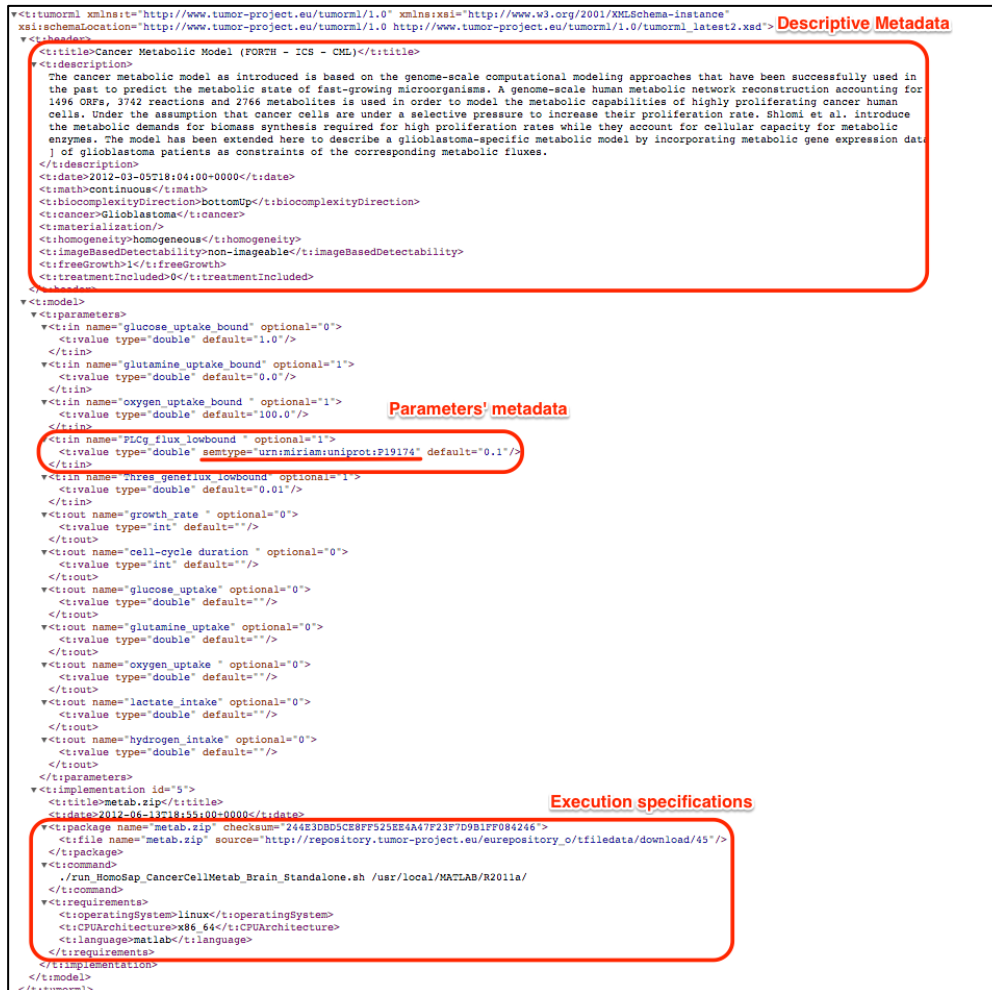 ▼<t:tumorml xmlns:t="http://www.tumor-project.eu/tumorml/1.0" xmlns:xsi="http://www.w3.org/2001/XMLSchema-instance"
xsi:schemaLocation="http://www.tumor-project.eu/tumorml/1.0 http://www.tumor-project.eu/tumorml/1.0/tumorml_latest2.xsd">
Descriptive Metadata
▼<t:header>
<t:title>Cancer Metabolic Model (FORTH - ICS - CML)</t:title>
▼<t:description>
The cancer metabolic model as introduced is based on the genome-scale computational modeling approaches that have been successfully used in
the past to predict the metabolic state of fast-growing microorganisms. A genome-scale human metabolic network reconstruction accounting for
1496 ORFs, 3742 reactions and 2766 metabolites is used in order to model the metabolic capabilities of highly proliferating cancer human
cells. Under the assumption that cancer cells are under a selective pressure to increase their proliferation rate. Shlomi et al. introduce
the metabolic demands for biomass synthesis required for high proliferation rates while they account for cellular capacity for metabolic
enzymes. The model has been extended here to describe a glioblastoma-specific metabolic model by incorporating metabolic gene expression data
] of glioblastoma patients as constraints of the corresponding metabolic fluxes.
</t:description>
<t:date>2012-03-05T18:04:00+0000</t:date>
<t:math>continuous</t:math>
<t:biocomplexityDirection>bottomUp</t:biocomplexityDirection>
<t:cancer>Glioblastoma</t:cancer>
<t:materialization/>
<t:homogeneity>homogeneous</t:homogeneity>
<t:imageBasedDetectability>non-imageable</t:imageBasedDetectability>
<t:freeGrowth>1</t:freeGrowth>
<t:treatmentIncluded>0</t:treatmentIncluded>
</t:header>
▼<t:model>
▼<t:parameters>
▼<t:in name="glucose_uptake_bound" optional="0">
<t:value type="double" default="1.0"/>
</t:in>
▼<t:in name="glutamine_uptake_bound" optional="1">
<t:value type="double" default="0.0"/>
</t:in>
▼<t:in name="oxygen_uptake_bound " optional="1">
<t:value type="double" default="100.0"/>
</t:in>
Parameters' metadata
▼<t:in name="PLCg_flux_lowbound " optional="1">
<t:value type="double" semtype="urn:miriam:uniprot:P19174" default="0.1"/>
</t:in>
▼<t:in name="Thres_geneflux_lowbound" optional="1">
<t:value type="double" default="0.01"/>
</t:in>
▼<t:out name="growth_rate " optional="0">
<t:value type="int" default=""/>
</t:out>
▼<t:out name="cell-cycle duration " optional="0">
<t:value type="int" default=""/>
</t:out>
▼<t:out name="glucose_uptake" optional="0">
<t:value type="double" default=""/>
</t:out>
▼<t:out name="glutamine_uptake" optional="0">
<t:value type="double" default=""/>
</t:out>
▼<t:out name="oxygen_uptake " optional="0">
<t:value type="double" default=""/>
</t:out>
▼<t:out name="lactate_intake" optional="0">
<t:value type="double" default=""/>
</t:out>
▼<t:out name="hydrogen_intake" optional="0">
<t:value type="double" default=""/>
</t:out>
</t:parameters>
▼<t:implementation id="5">
<t:title>metab.zip</t:title>
<t:date>2012-06-13T18:55:00+0000</t:date>
Execution specifications
▼<t:package name="metab.zip" checksum="244E3DBD5CE8FF525EE4A47F23F7D9B1FF084246">
<t:file name="metab.zip" source="http://repository.tumor-project.eu/eurepository_o/tfiledata/download/45"/>
</t:package>
▼<t:command>
./run_HomoSap_CancerCellMetab_Brain_Standalone.sh /usr/local/MATLAB/R2011a/
</t:command>
▼<t:requirements>
<t:operatingSystem>linux</t:operatingSystem>
<t:CPUArchitecture>x86_64</t:CPUArchitecture>
<t:language>matlab</t:language>
</t:requirements>
</t:implementation>
</t:model>
</t:tumorml>